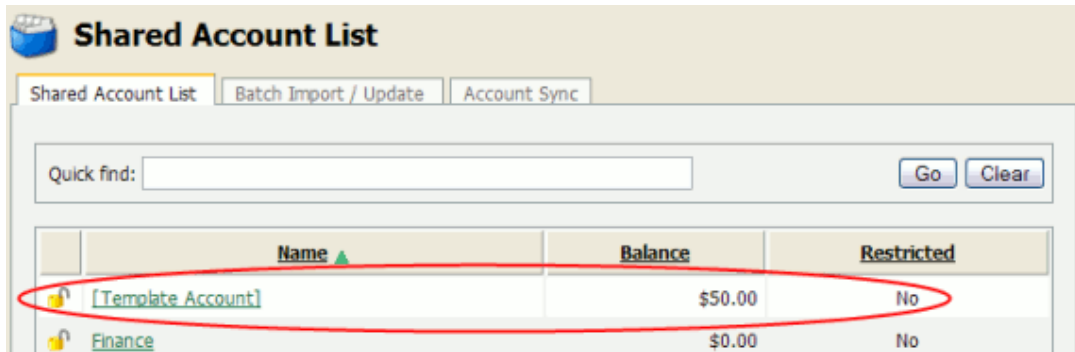 Shared Account List
Shared Account List Batch Import / Update Account Sync
Quick find: Go Clear
Name Balance Restricted
[Template Account] $50.00 No
Finance $0.00 No